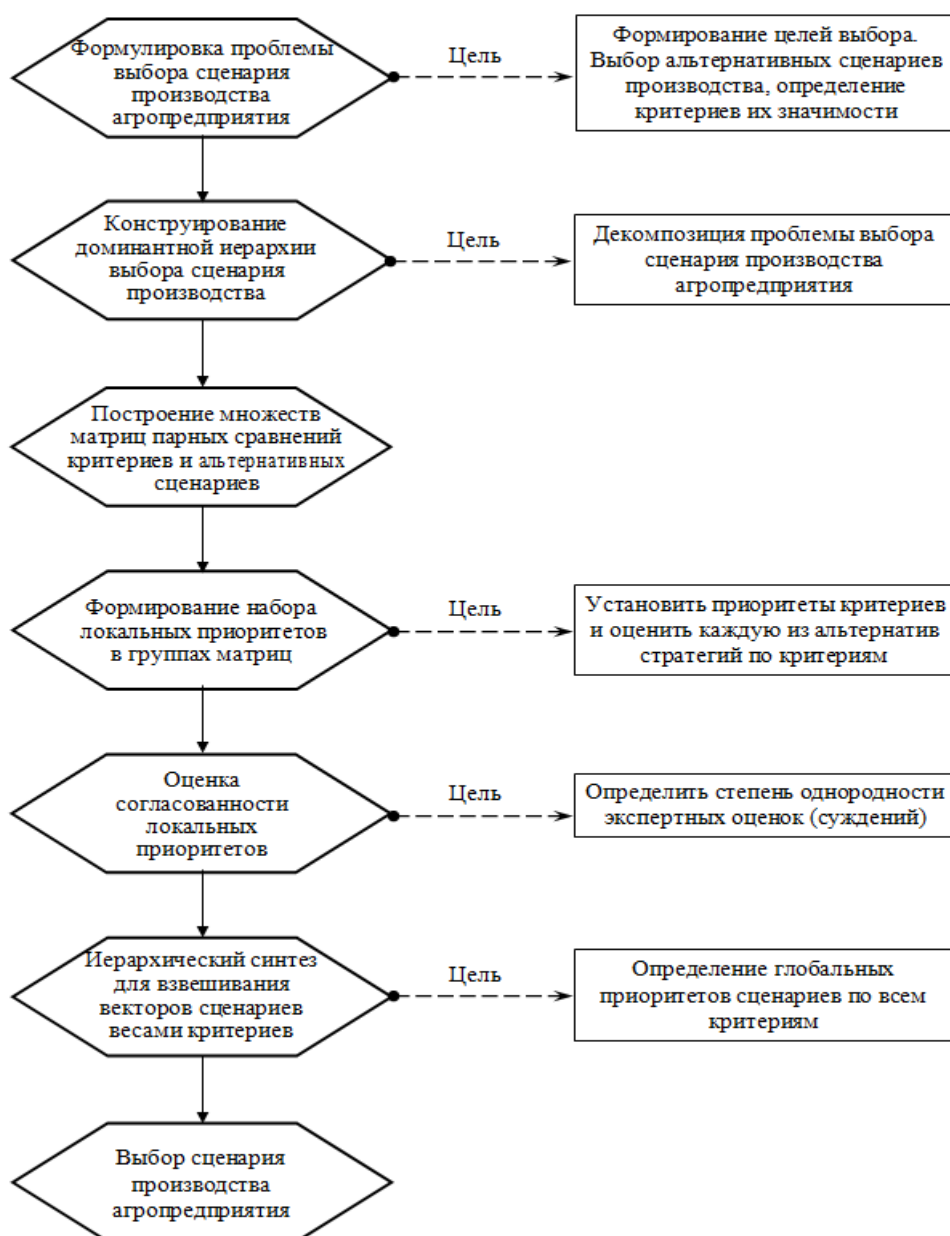 Формулировка проблемы
выбора сценария
производства
агропредприятия
Цель
Формирование целей выбора.
Выбор альтернативных сценариев
производства, определение
критериев их значимости
Конструирование
доминантной иерархии
выбора сценария
производства
Цель
Декомпозиция проблемы выбора
сценария производства
агропредприятия
Построение множеств
матриц парных сравнений
критериев и альтернативных
сценариев
Формирование набора
локальных приоритетов
в группах матриц
Цель
Установить приоритеты критериев
и оценить каждую из альтернатив
стратегий по критериям
Оценка
согласованности
локальных
приоритетов
Цель
Определить степень однородности
экспертных оценок (суждений)
Иерархический синтез
для взвешивания
векторов сценариев
весами критериев
Цель
Определение глобальных
приоритетов сценариев по всем
критериям
Выбор сценария
производства
агропредприятия